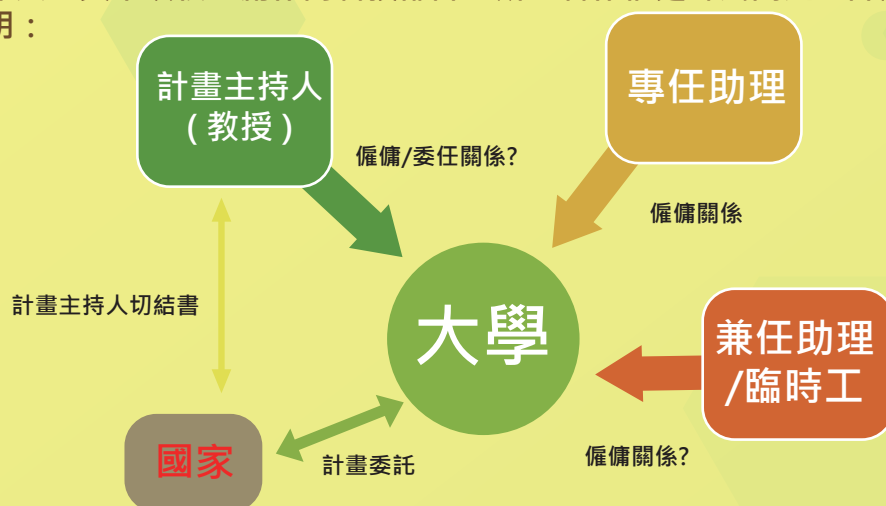 明：
計畫主持人
(教授)
專任助理
僱傭/委任關係?
僱傭關係
計畫主持人切結書
大學
兼任助理
/臨時工
國家
計畫委託
僱傭關係?